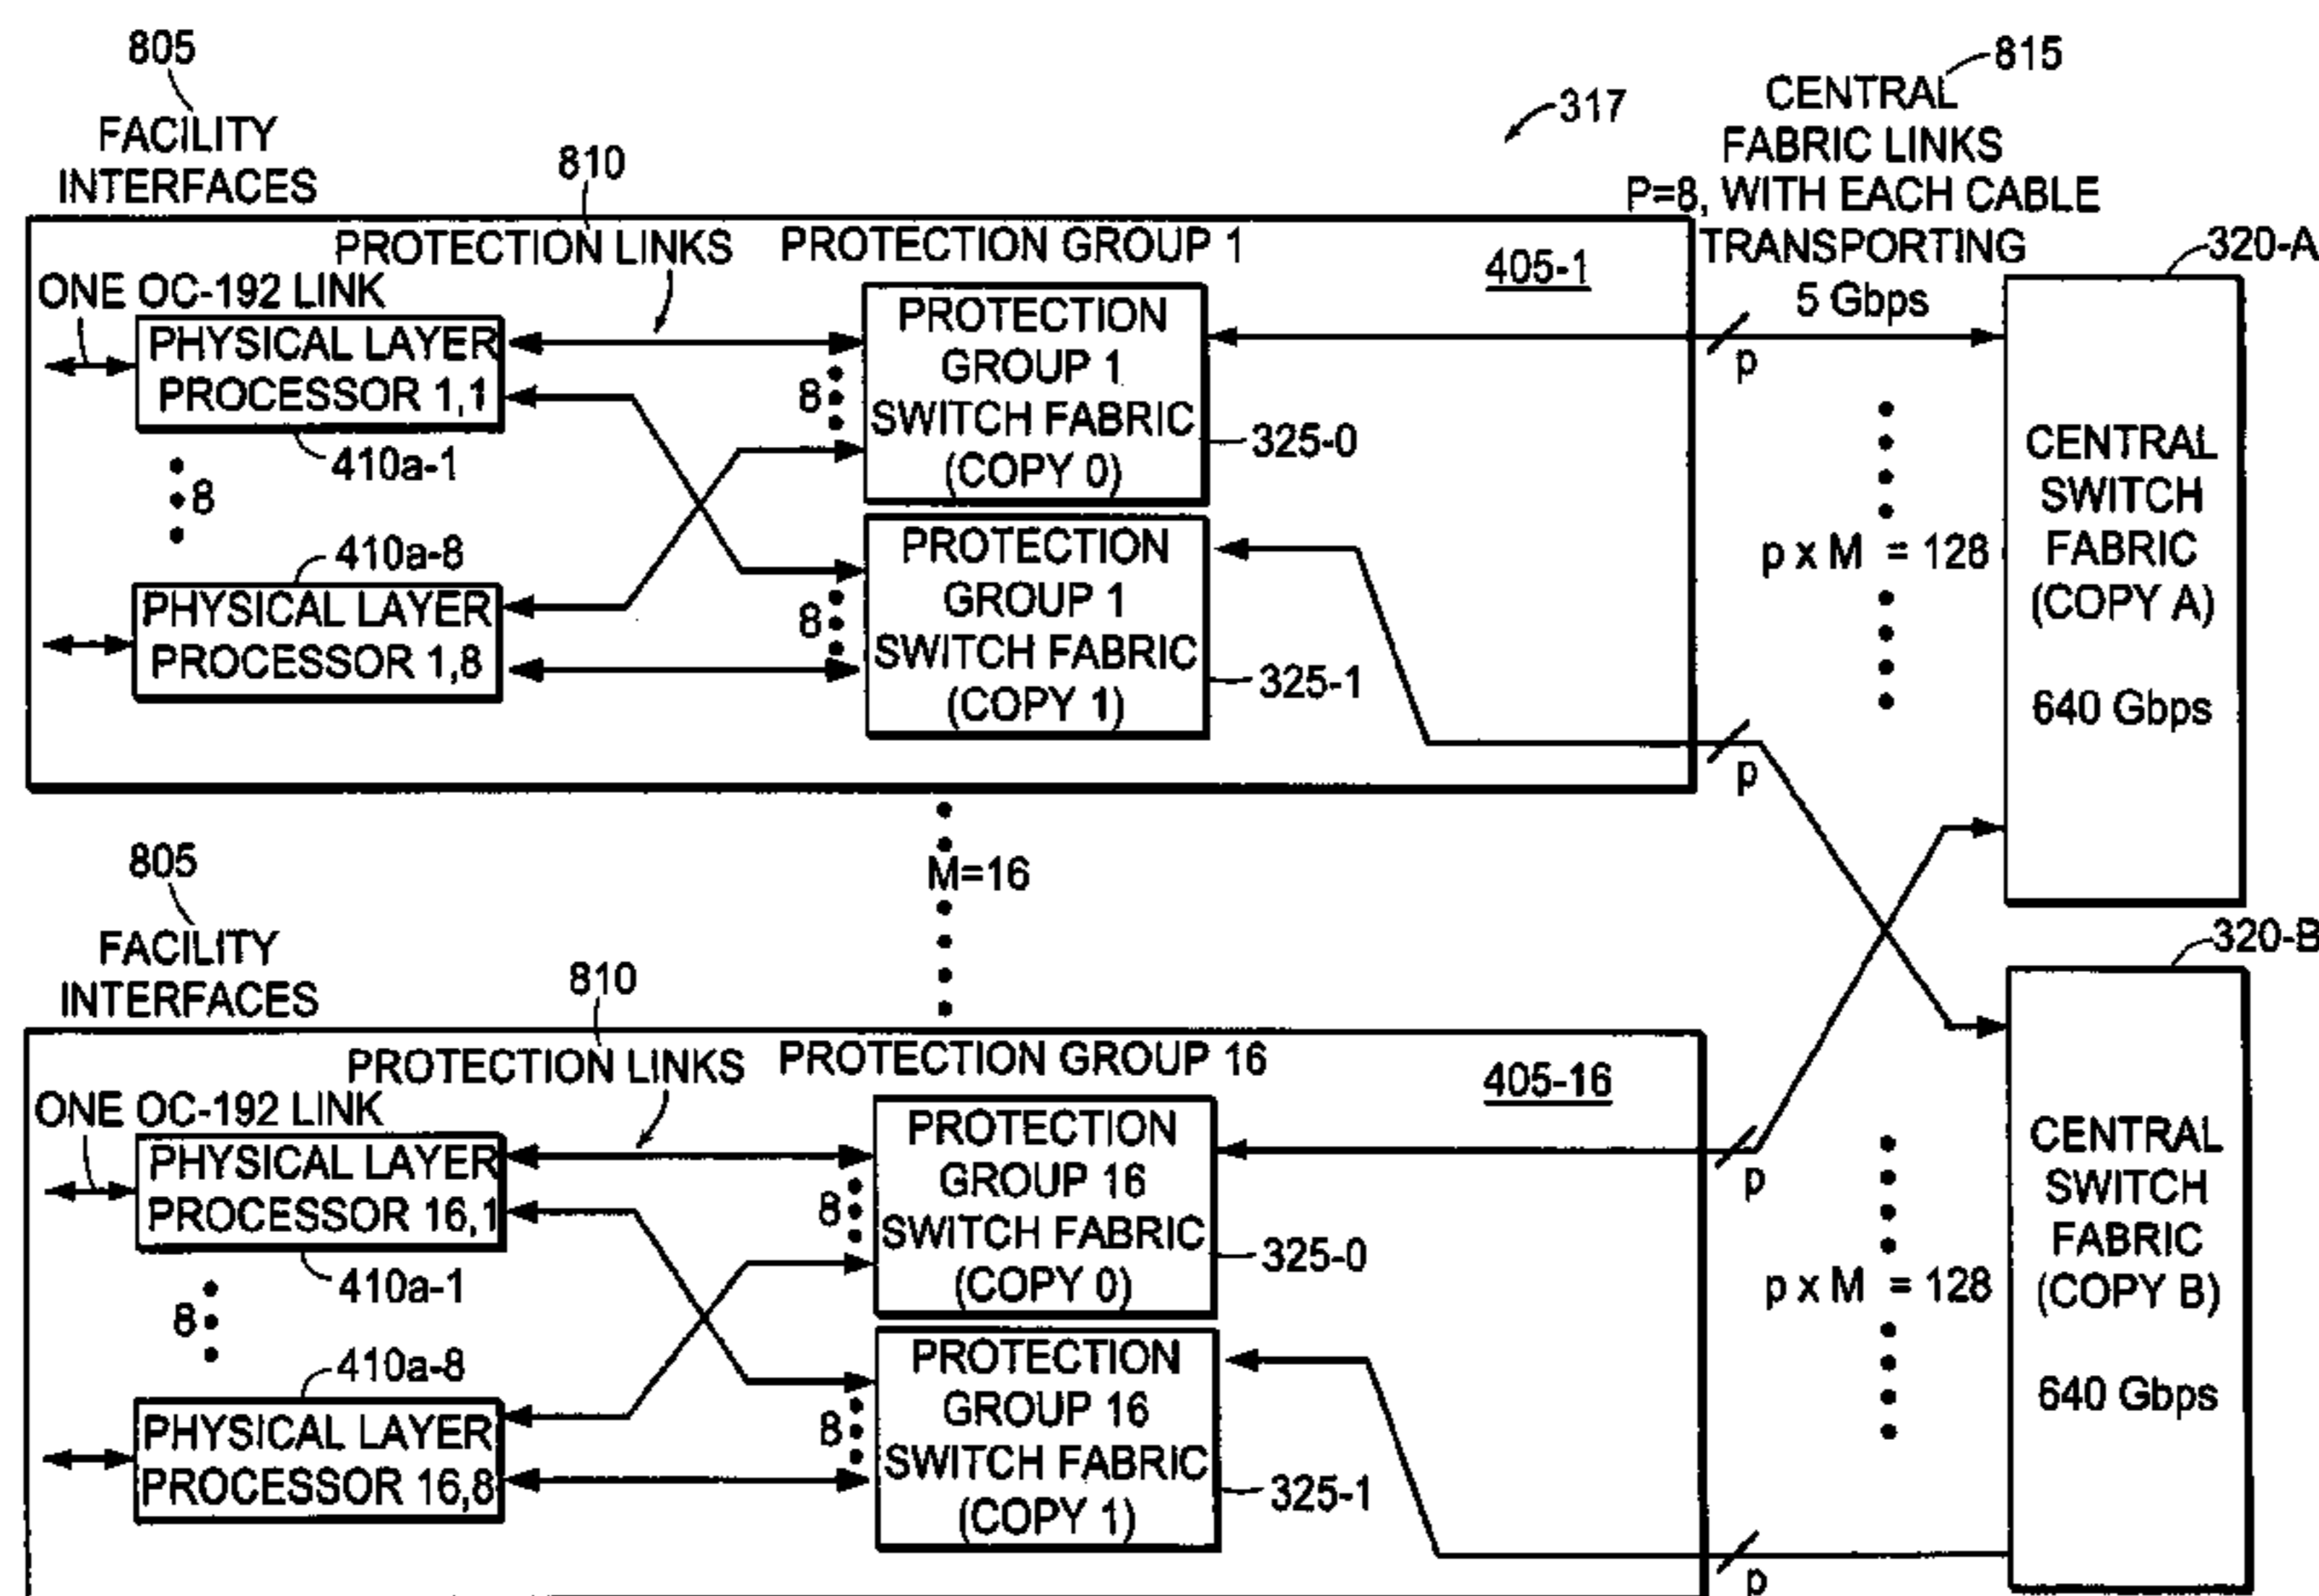 805
FACILITY
INTERFACES
810
317
815
CENTRAL
FABRIC LINKS
P=8, WITH EACH CABLE
TRANSPORTING
5 Gbps
PROTECTION LINKS
PROTECTION GROUP 1
405-1
320-A
ONE OC-192 LINK
PHYSICAL LAYER
PROCESSOR 1,1
410a-1
8
410a-8
PHYSICAL LAYER
PROCESSOR 1,8
8
PROTECTION
GROUP 1
SWITCH FABRIC
(COPY 0)
325-0
8
PROTECTION
GROUP 1
SWITCH FABRIC
(COPY 1)
325-1
p
p x M = 128
p
CENTRAL
SWITCH
FABRIC
(COPY A)
640 Gbps
M=16
805
FACILITY
INTERFACES
810
PROTECTION LINKS
PROTECTION GROUP 16
405-16
320-B
ONE OC-192 LINK
PHYSICAL LAYER
PROCESSOR 16,1
410a-1
8
410a-8
PHYSICAL LAYER
PROCESSOR 16,8
8
PROTECTION
GROUP 16
SWITCH FABRIC
(COPY 0)
325-0
8
PROTECTION
GROUP 16
SWITCH FABRIC
(COPY 1)
325-1
p
p x M = 128
p
CENTRAL
SWITCH
FABRIC
(COPY B)
640 Gbps